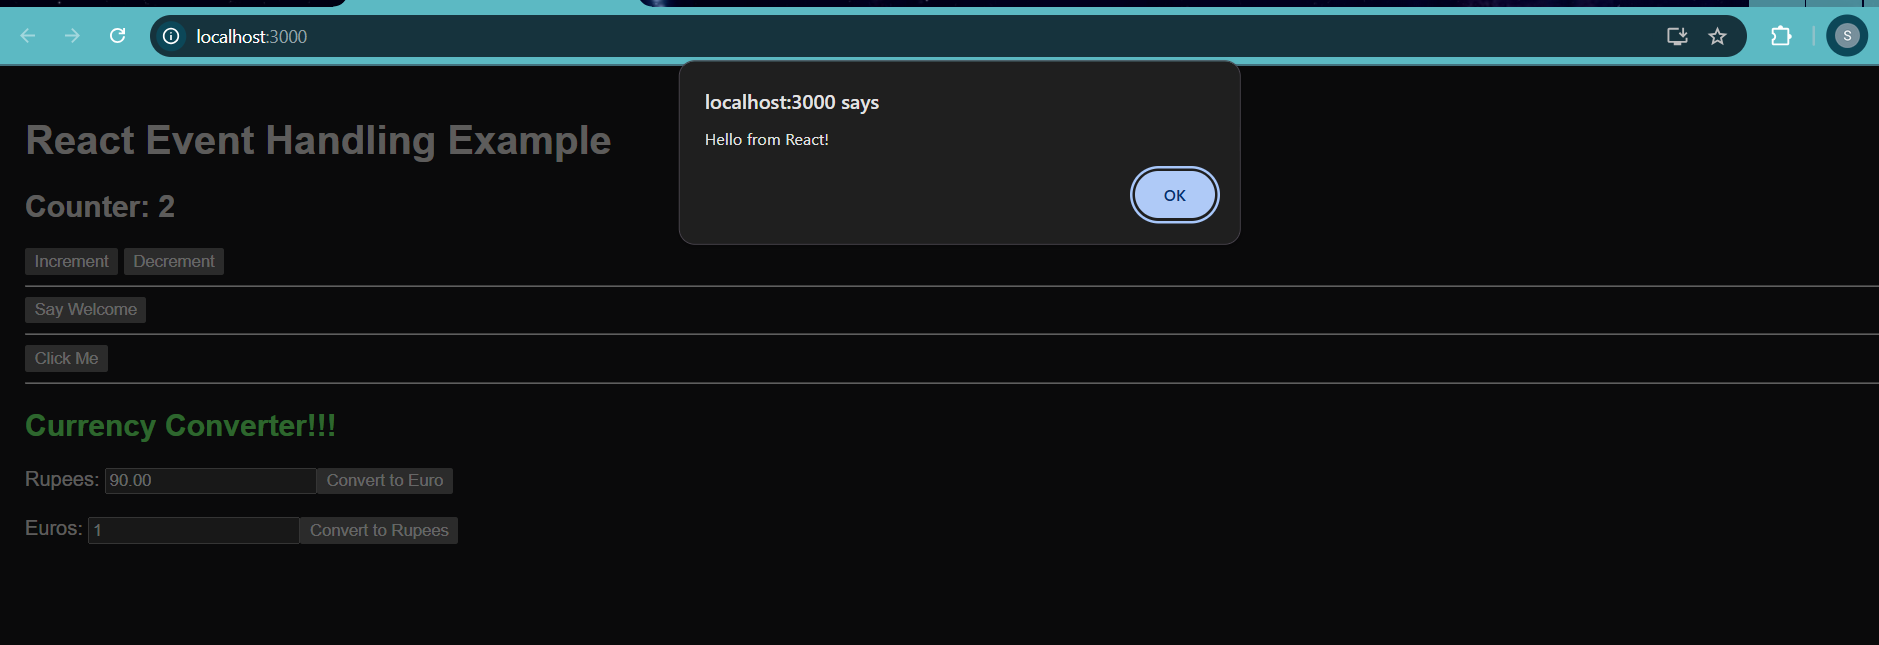 localhost:3000
S
localhost:3000 says
Hello from React!
OK
React Event Handling Example
Counter: 2
Increment Decrement
Say Welcome
Click Me
Currency Converter!!!
Rupees: 90.00 Convert to Euro
Euros: 1 Convert to Rupees